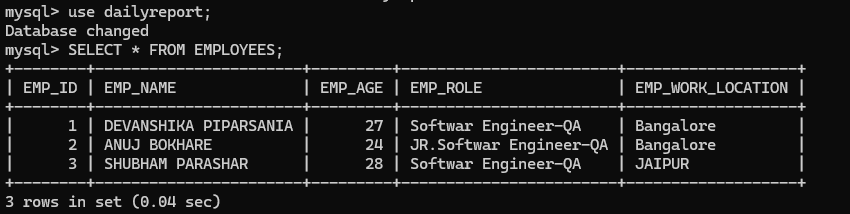 mysql> use dailyreport;
Database changed
mysql> SELECT * FROM EMPLOYEES;
+--------+----------------------+---------+------------------------+-------------------+
| EMP_ID | EMP_NAME             | EMP_AGE | EMP_ROLE               | EMP_WORK_LOCATION |
+--------+----------------------+---------+------------------------+-------------------+
|      1 | DEVANSHIKA PIPARSANIA |      27 | Softwar Engineer-QA    | Bangalore         |
|      2 | ANUJ BOKHARE         |      24 | JR.Softwar Engineer-QA | Bangalore         |
|      3 | SHUBHAM PARASHAR     |      28 | Softwar Engineer-QA    | JAIPUR            |
+--------+----------------------+---------+------------------------+-------------------+
3 rows in set (0.04 sec)